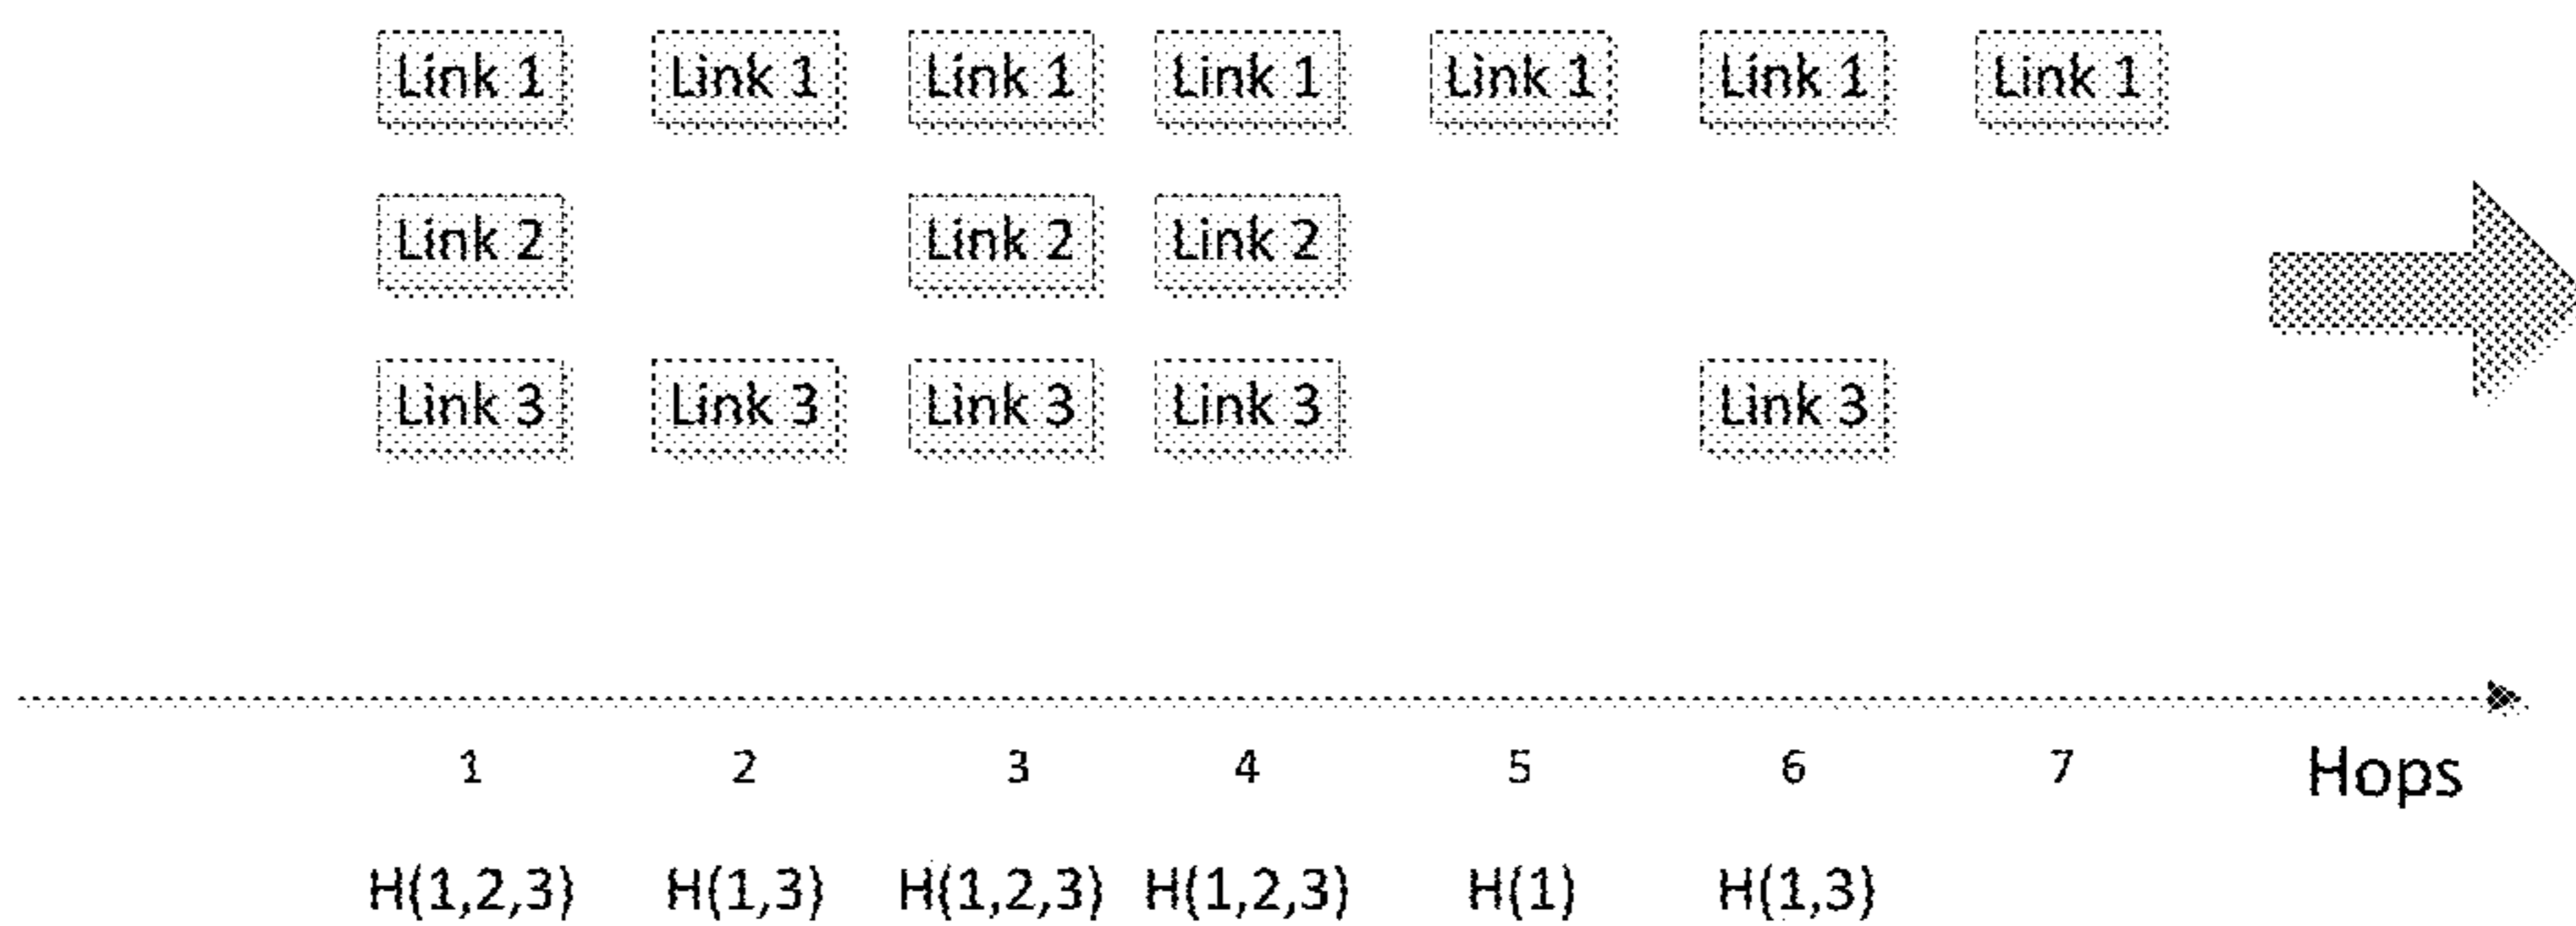 Link 1 Link 1 Link 1 Link 1 Link 1 Link 1 Link 1
Link 2 Link 2 Link 2
Link 3 Link 3 Link 3 Link 3 Link 3
1 2 3 4 5 6 7 Hops
H(1,2,3) H(1,3) H(1,2,3) H(1,2,3) H(1) H(1,3)